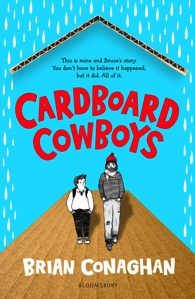 This is mine and Bruce's story.
You don't have to believe it happened,
but it did. All of it.
CARDBOARD
COWBOYS
BRIAN CONAGHAN
BLOOMSBURY